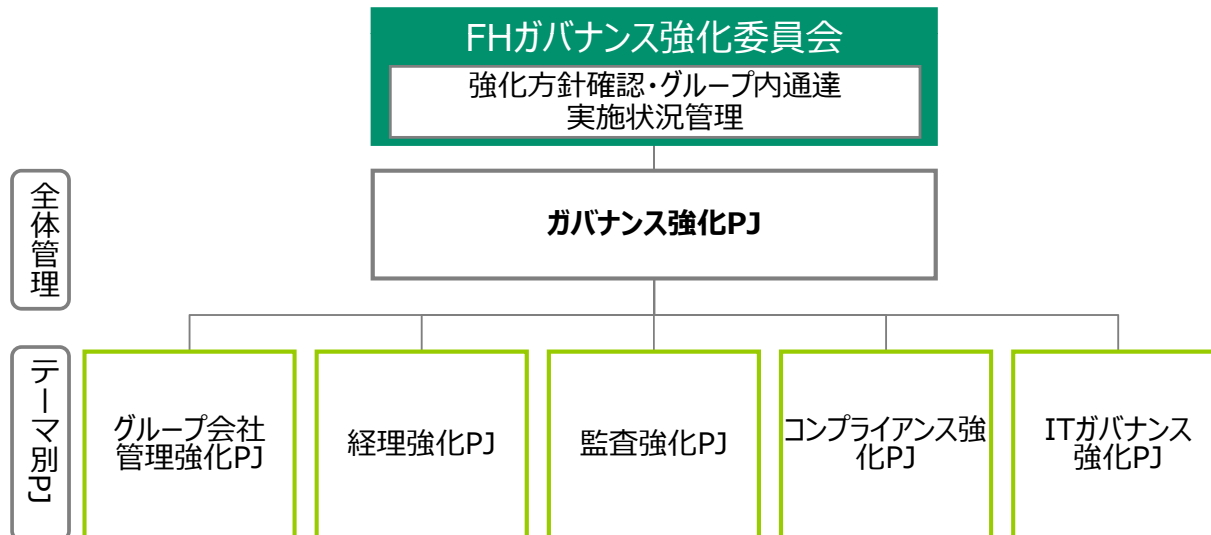 FHガバナンス強化委員会
強化方針確認・グループ内通達
実施状況管理
全体管理
ガバナンス強化PJ
テーマ別PJ
グループ会社
管理強化PJ
経理強化PJ
監査強化PJ
コンプライアンス強
化PJ
ITガバナンス
強化PJ